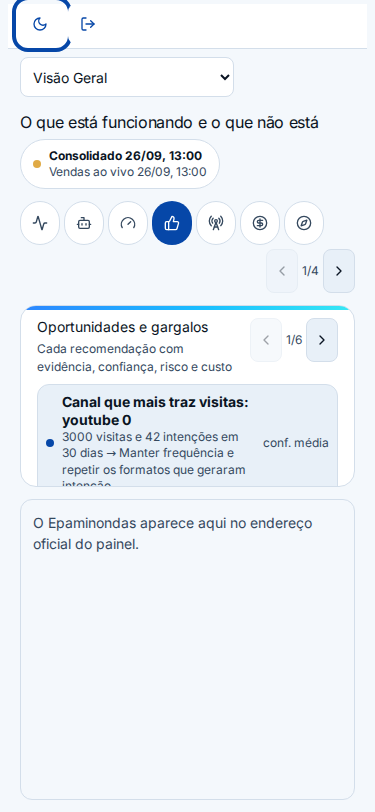 Visão Geral
O que está funcionando e o que não está
Consolidado 26/09, 13:00
Vendas ao vivo 26/09, 13:00
1/4
Oportunidades e gargalos
1/6
Cada recomendação com
evidência, confiança, risco e custo
Canal que mais traz visitas:
youtube 0
3000 visitas e 42 intenções em
30 dias → Manter frequência e
repetir os formatos que geraram
intenção
conf. média
O Epaminondas aparece aqui no endereço
oficial do painel.